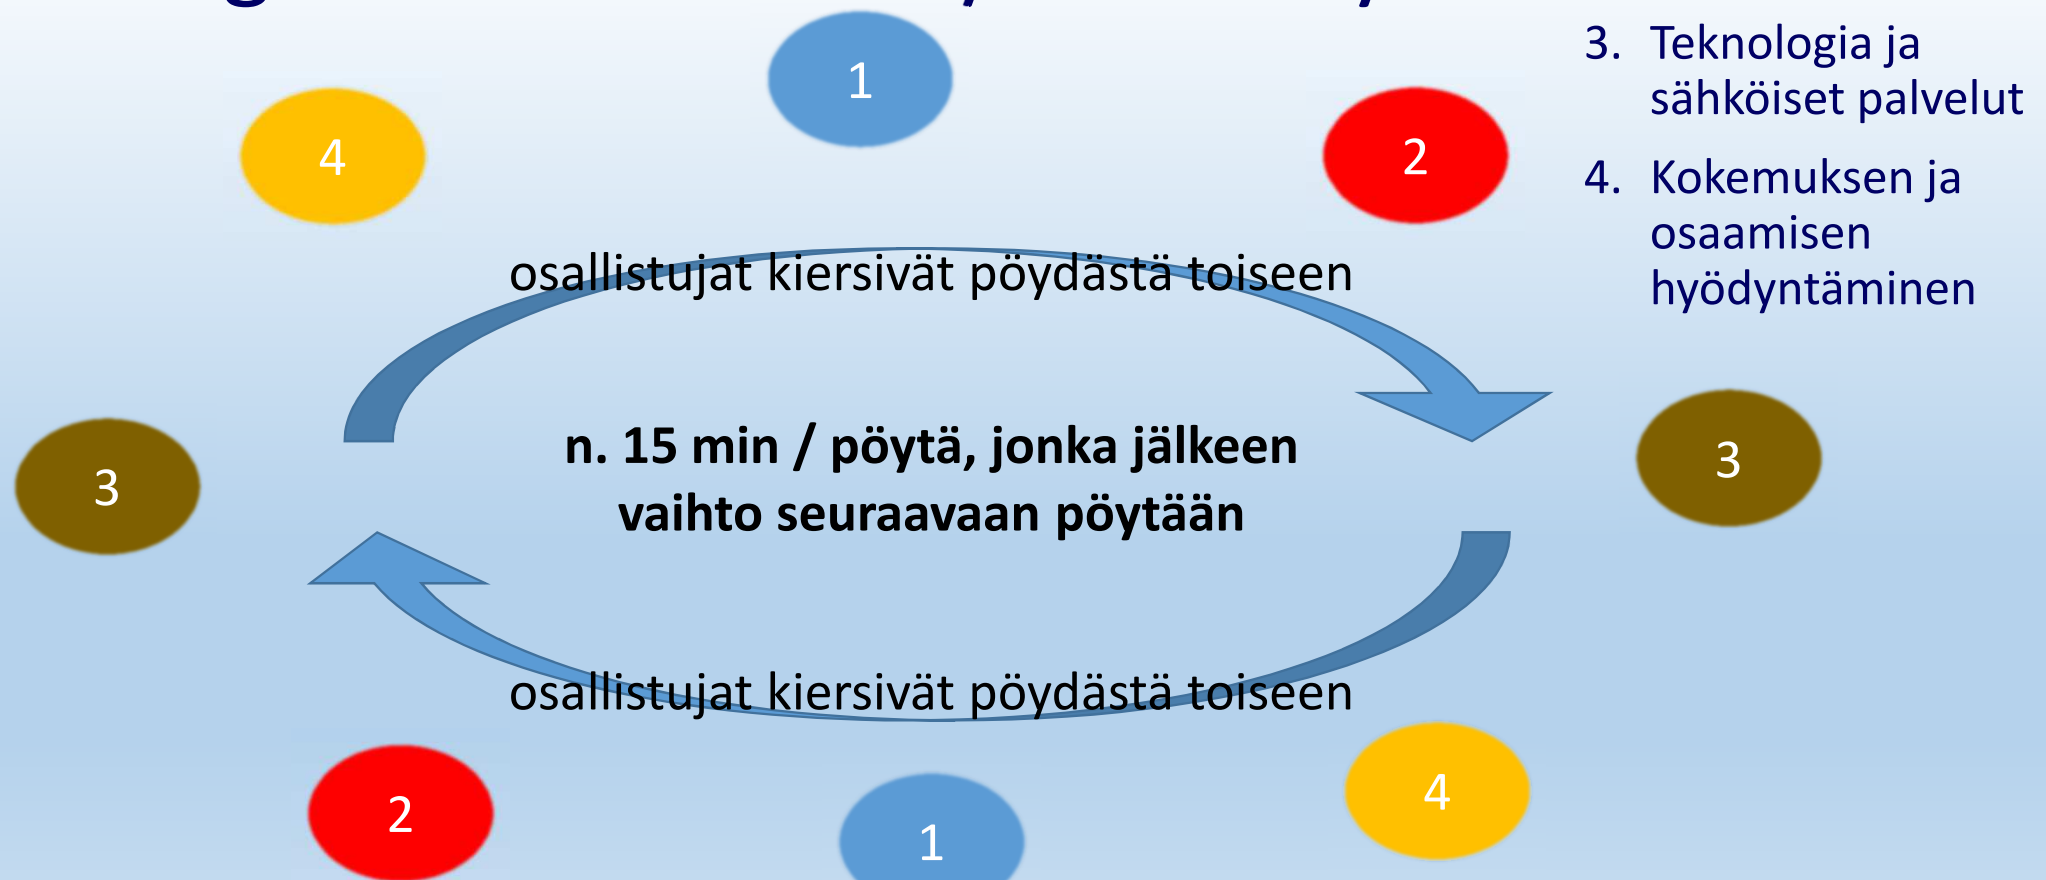 1
3. Teknologia ja
sähköiset palvelut
4
2
4. Kokemuksen ja
osaamisen
hyödyntäminen
osallistujat kiersivät pöydästä toiseen
n. 15 min / pöytä, jonka jälkeen
vaihto seuraavaan pöytään
3
3
osallistujat kiersivät pöydästä toiseen
2
1
4